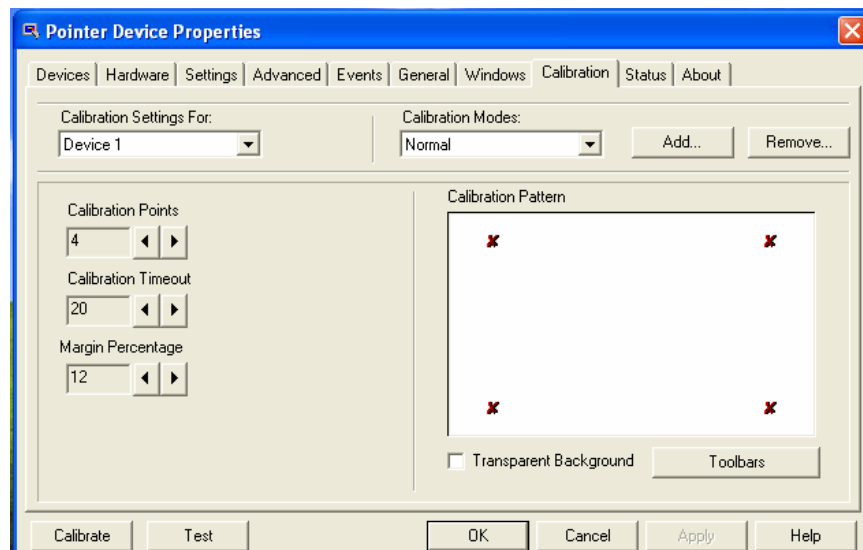 Pointer Device Properties
Devices Hardware Settings Advanced Events General Windows Calibration Status About
Calibration Settings For:
Device 1
Calibration Modes:
Normal
Add...
Remove...
Calibration Points
4
Calibration Timeout
20
Margin Percentage
12
Calibration Pattern
Transparent Background
Toolbars
Calibrate Test OK Cancel Apply Help